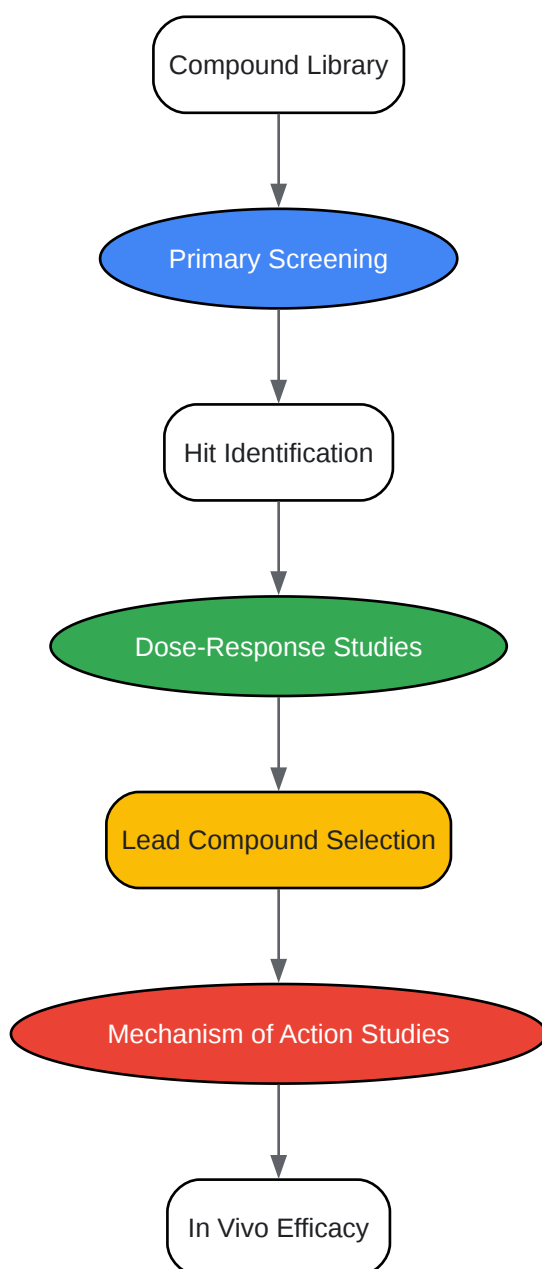 Compound Library
Primary Screening
Hit Identification
Dose-Response Studies
Lead Compound Selection
Mechanism of Action Studies
In Vivo Efficacy